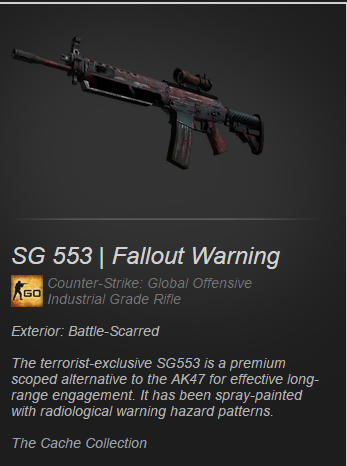 SG 553 | Fallout Warning
GO
Counter-Strike: Global Offensive
Industrial Grade Rifle
Exterior: Battle-Scarred
The terrorist-exclusive SG553 is a premium
scoped alternative to the AK47 for effective long-
range engagement. It has been spray-painted
with radiological warning hazard patterns.
The Cache Collection